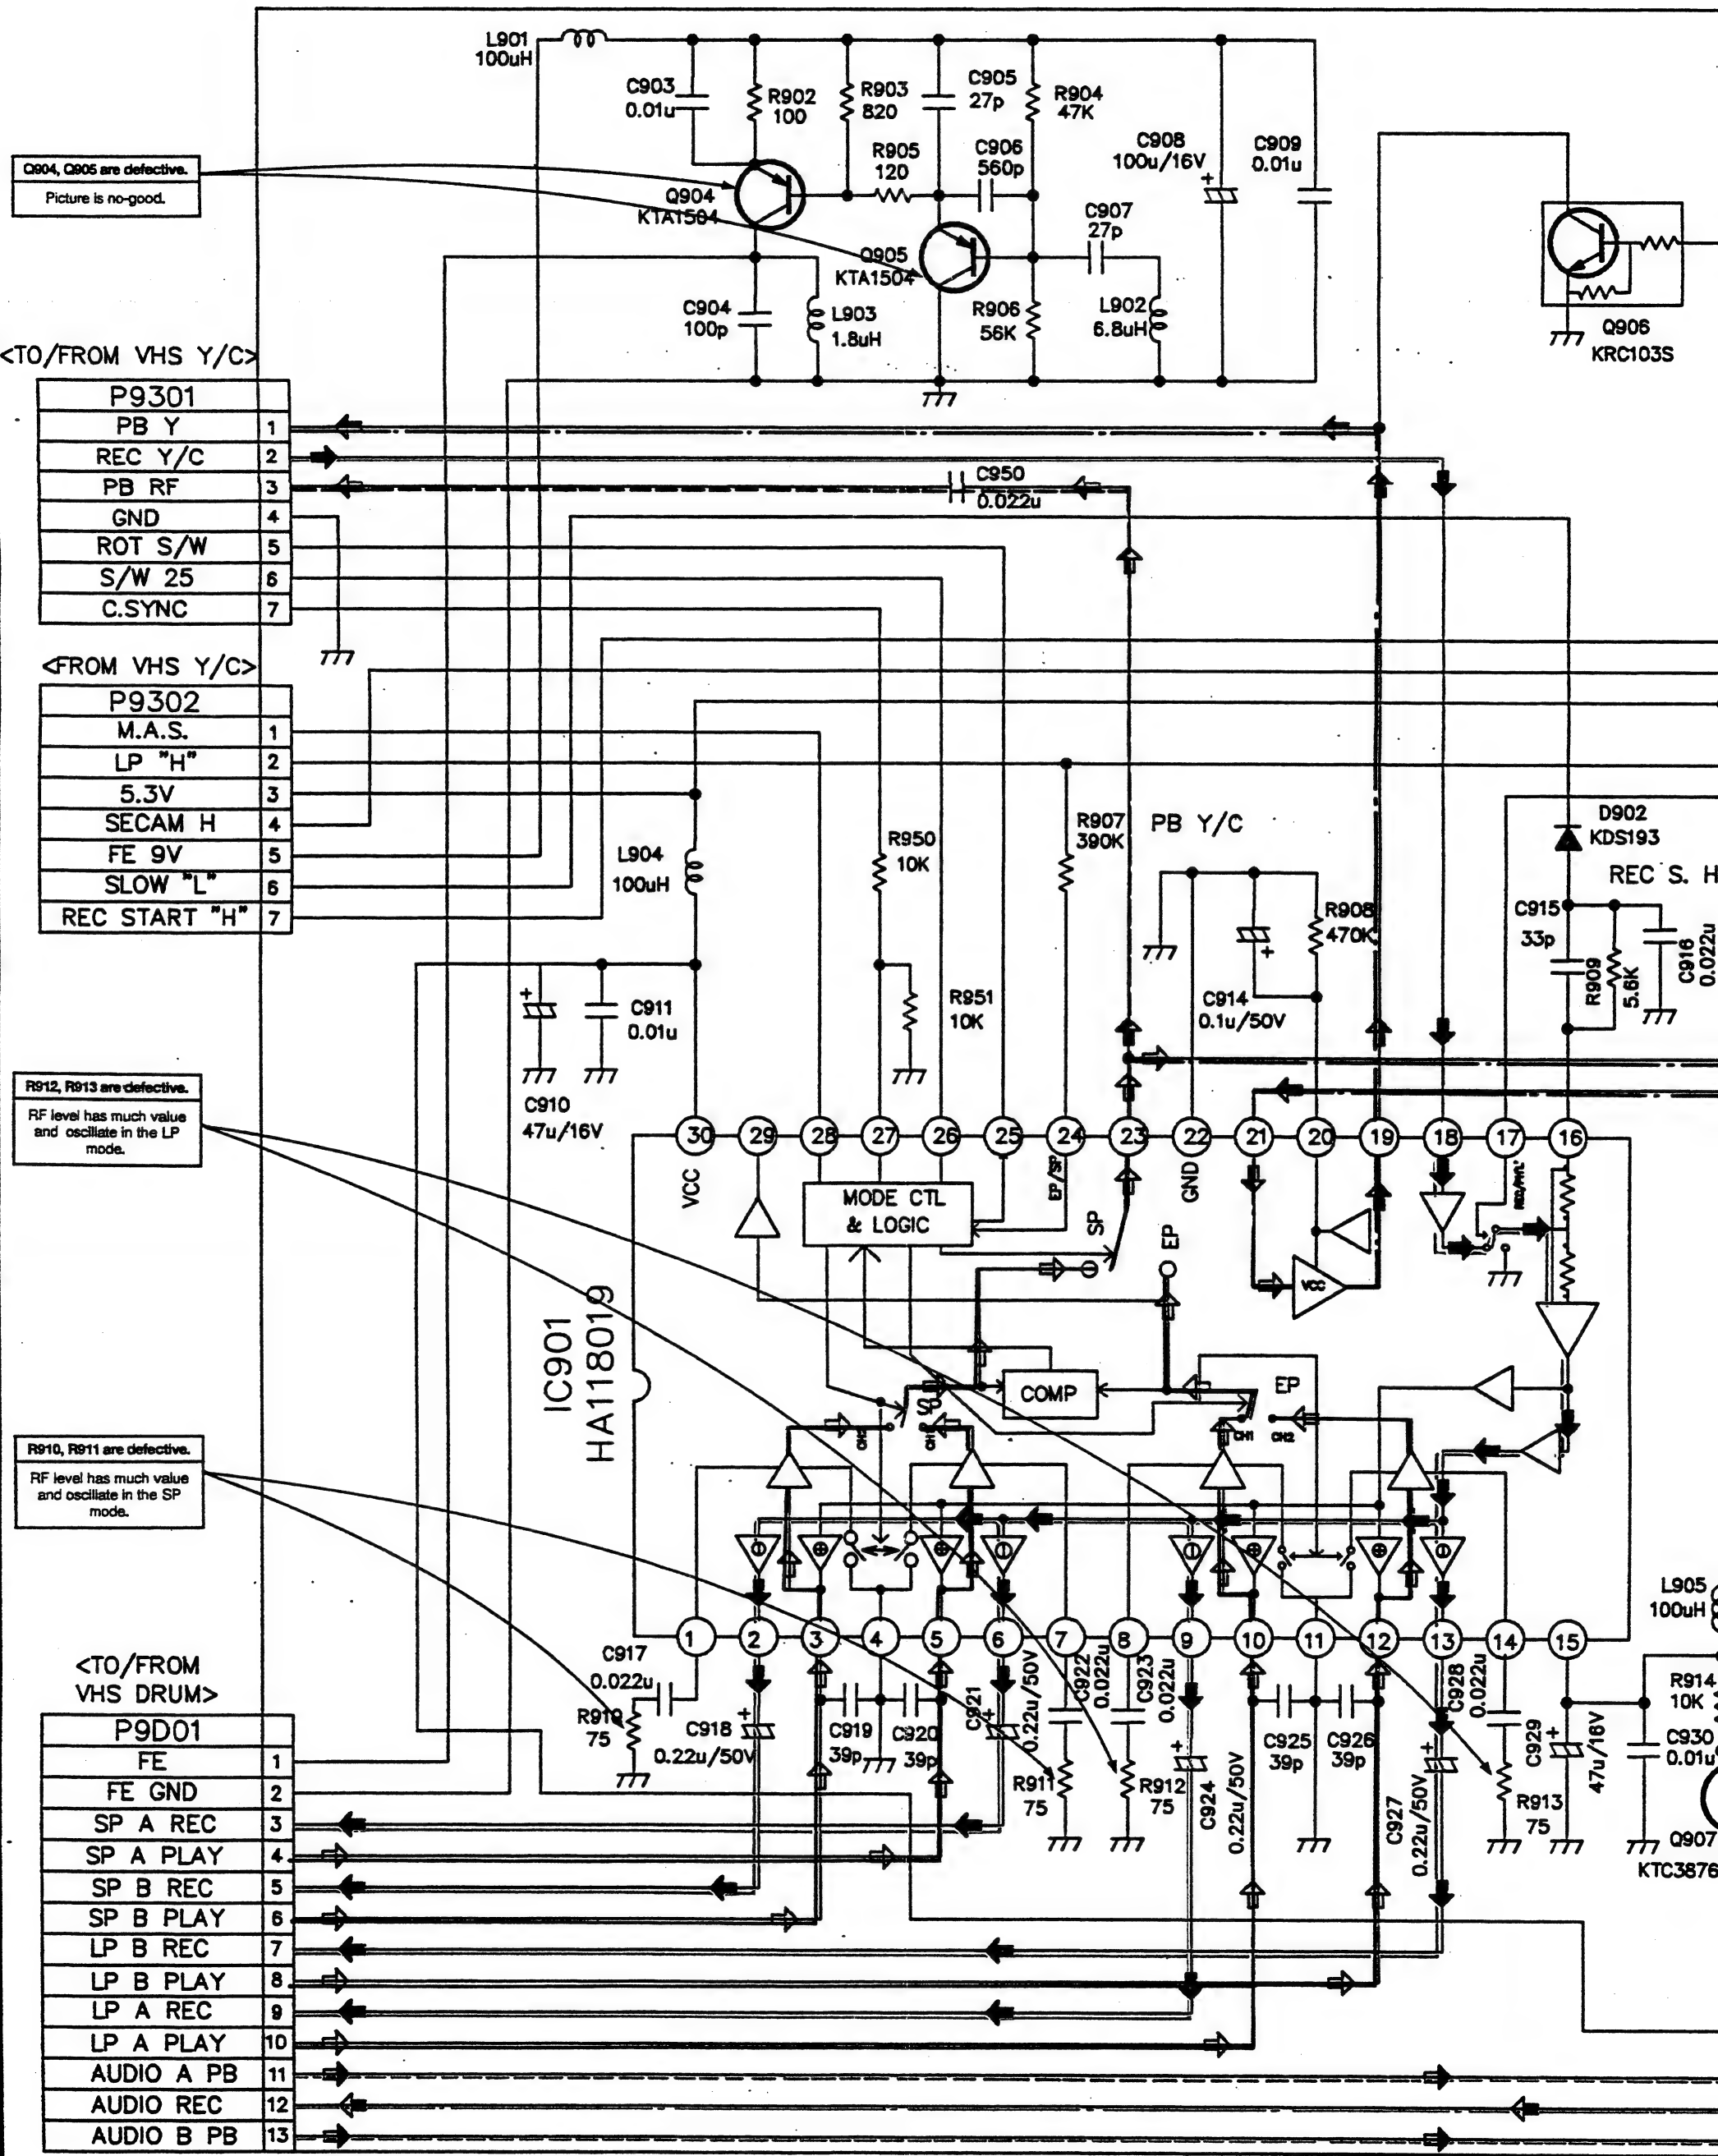 L901
100uH
C903
0.01u
R902
100
R903
820
C905
27p
R904
47K
R905
120
C906
560p
C908
100u/16V
+
C909
0.01u
Q904, Q905 are defective.
Picture is no-good.
Q904
KTA1504
C907
27p
Q905
KTA1504
C904
100p
L903
1.8uH
R906
56K
L902
6.8uH
Q906
KRC103S
<TO/FROM VHS Y/C>
P9301
PB Y 1
REC Y/C 2
PB RF 3
GND 4
ROT S/W 5
S/W 25 6
C.SYNC 7
C950
0.022u
<FROM VHS Y/C>
P9302
M.A.S. 1
LP "H" 2
5.3V 3
SECAM H 4
FE 9V 5
SLOW "L" 6
REC START "H" 7
L904
100uH
R950
10K
R907
390K
PB Y/C
D902
KDS193
REC S. H
R908
470K
C915
33p
R909
5.6K
C916
0.022u
+
C911
0.01u
R951
10K
+
C914
0.1u/50V
C910
47u/16V
R912, R913 are defective.
RF level has much value
and oscillate in the LP
mode.
30 29 28 27 26 25 24 23 22 21 20 19 18 17 16
VCC
MODE CTL
& LOGIC
EP/SP
SP
EP
GND
VCC
IC901
HA118019
COMP
SP
CH2
CH1
EP
CH1
CH2
R910, R911 are defective.
RF level has much value
and oscillate in the SP
mode.
1 2 3 4 5 6 7 8 9 10 11 12 13 14 15
L905
100uH
C917
0.022u
R910
75
C918
+
0.22u/50V
C919
39p
C920
39p
C921
0.22u/50V
C922
0.022u
R911
75
C923
0.022u
R912
75
+
C924
0.22u/50V
C925
39p
C926
39p
C927
+
0.22u/50V
C928
0.022u
R913
75
C929
+
47u/16V
R914
10K
C930
0.01u
Q907
KTC3876
<TO/FROM
VHS DRUM>
P9D01
FE 1
FE GND 2
SP A REC 3
SP A PLAY 4
SP B REC 5
SP B PLAY 6
LP B REC 7
LP B PLAY 8
LP A REC 9
LP A PLAY 10
AUDIO A PB 11
AUDIO REC 12
AUDIO B PB 13